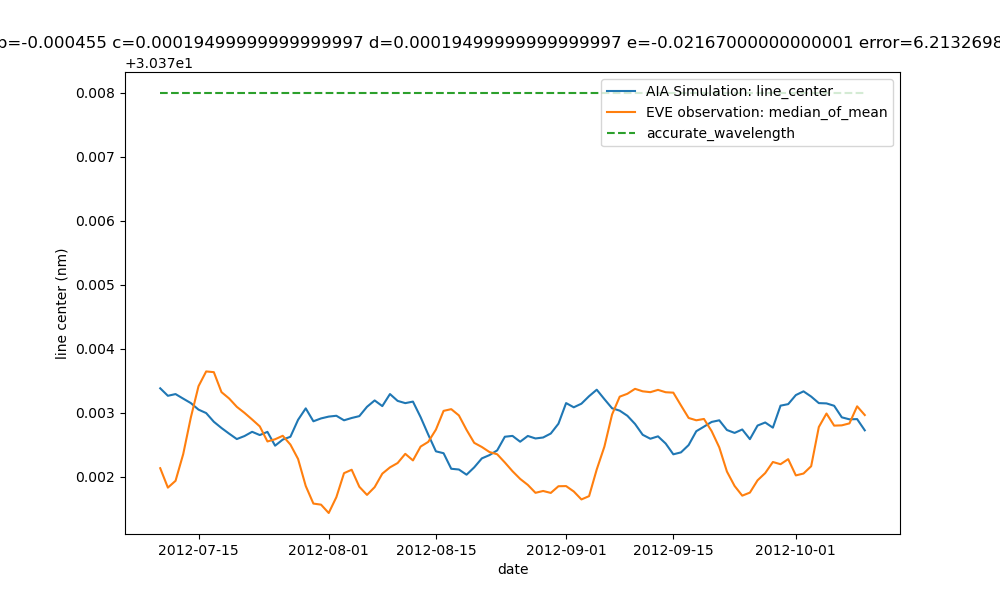 b=-0.000455 c=0.00019499999999999997 d=0.00019499999999999997 e=-0.02167000000000001 error=6.2132698
+3.037e1
0.008
0.007
0.006
0.005
0.004
0.003
0.002
line center (nm)
AIA Simulation: line_center
EVE observation: median_of_mean
accurate_wavelength
2012-07-15
2012-08-01
2012-08-15
2012-09-01
2012-09-15
2012-10-01
date